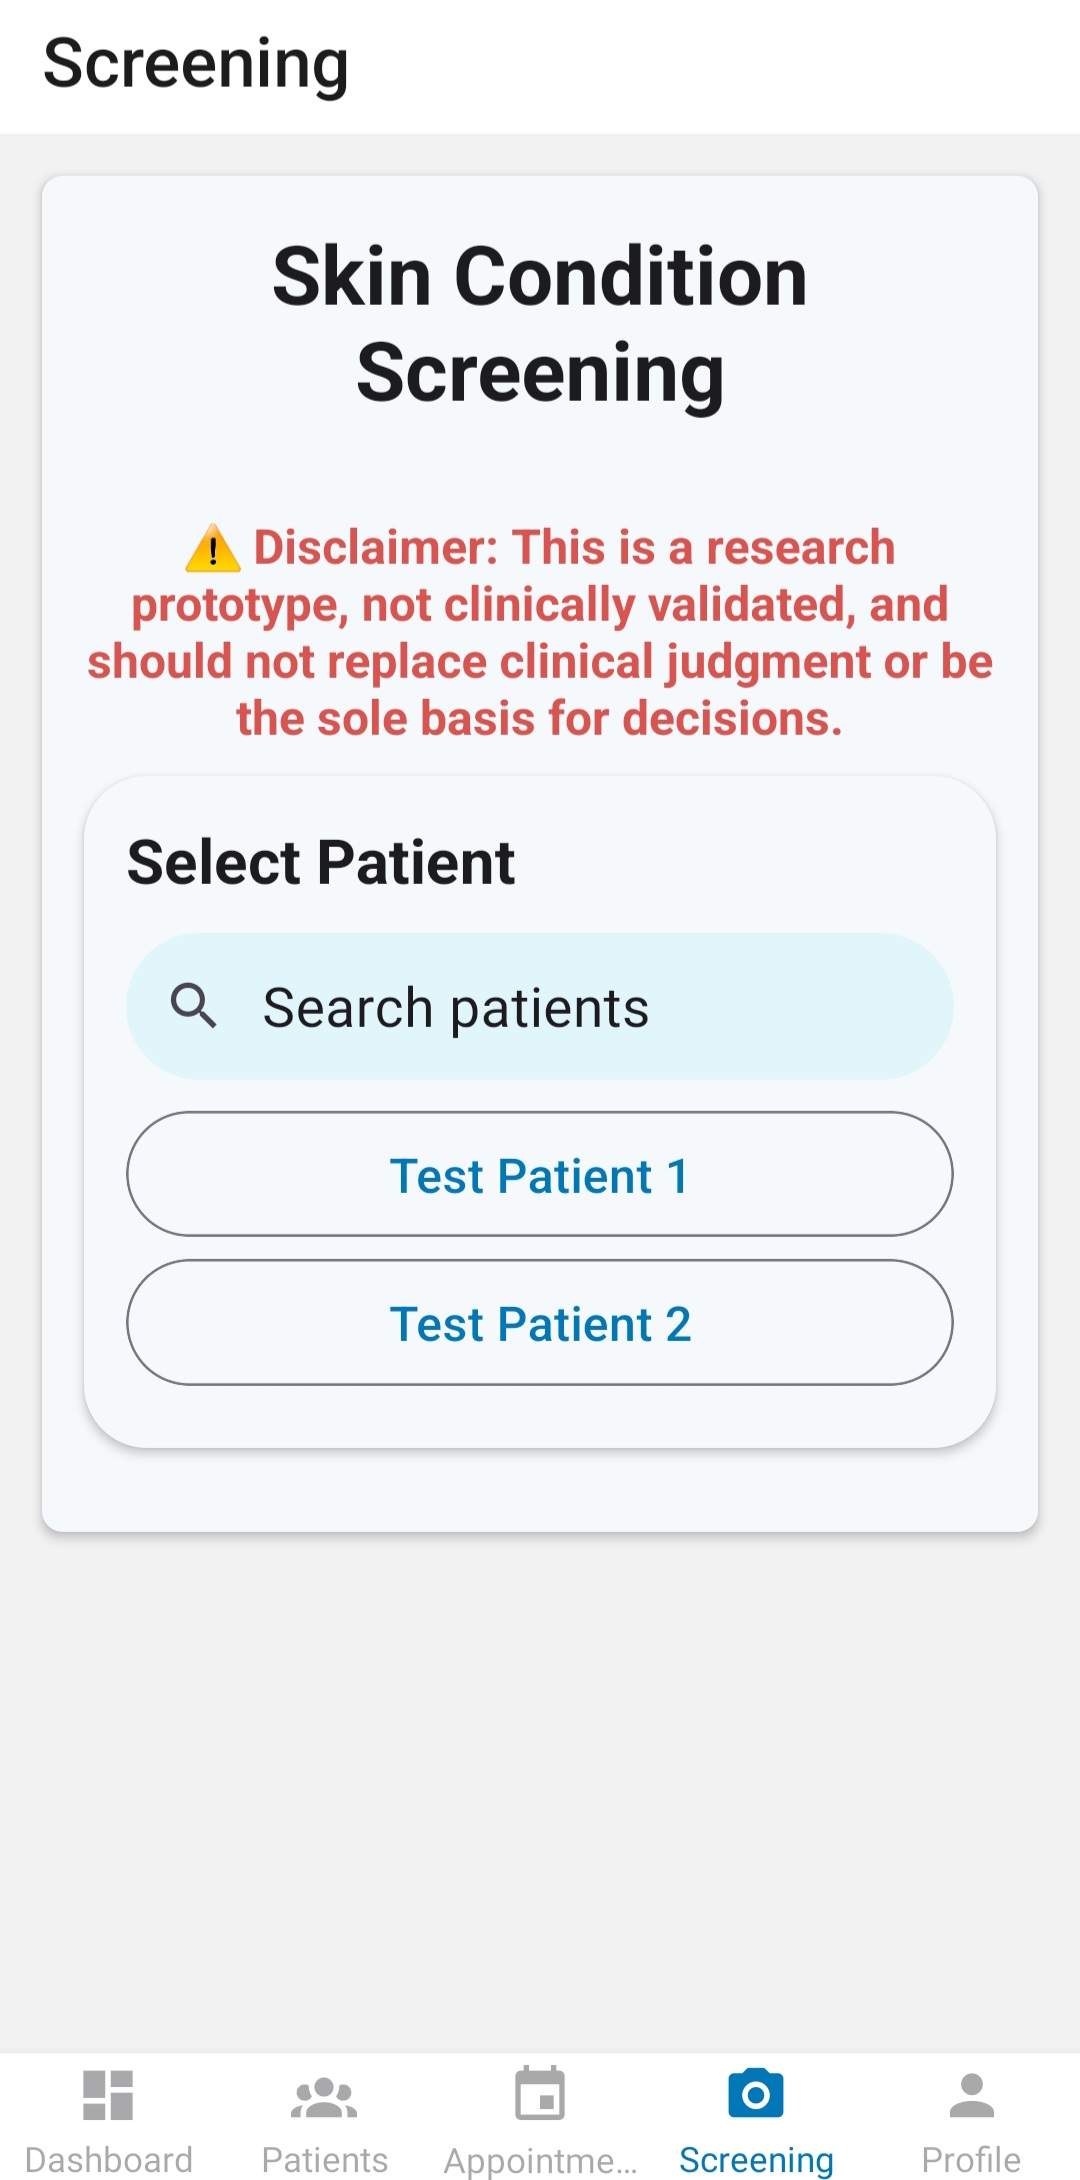 Screening
Skin Condition
Screening
⚠️ Disclaimer: This is a research
prototype, not clinically validated, and
should not replace clinical judgment or be
the sole basis for decisions.
Select Patient
Search patients
Test Patient 1
Test Patient 2
Dashboard
Patients
Appointme...
Screening
Profile